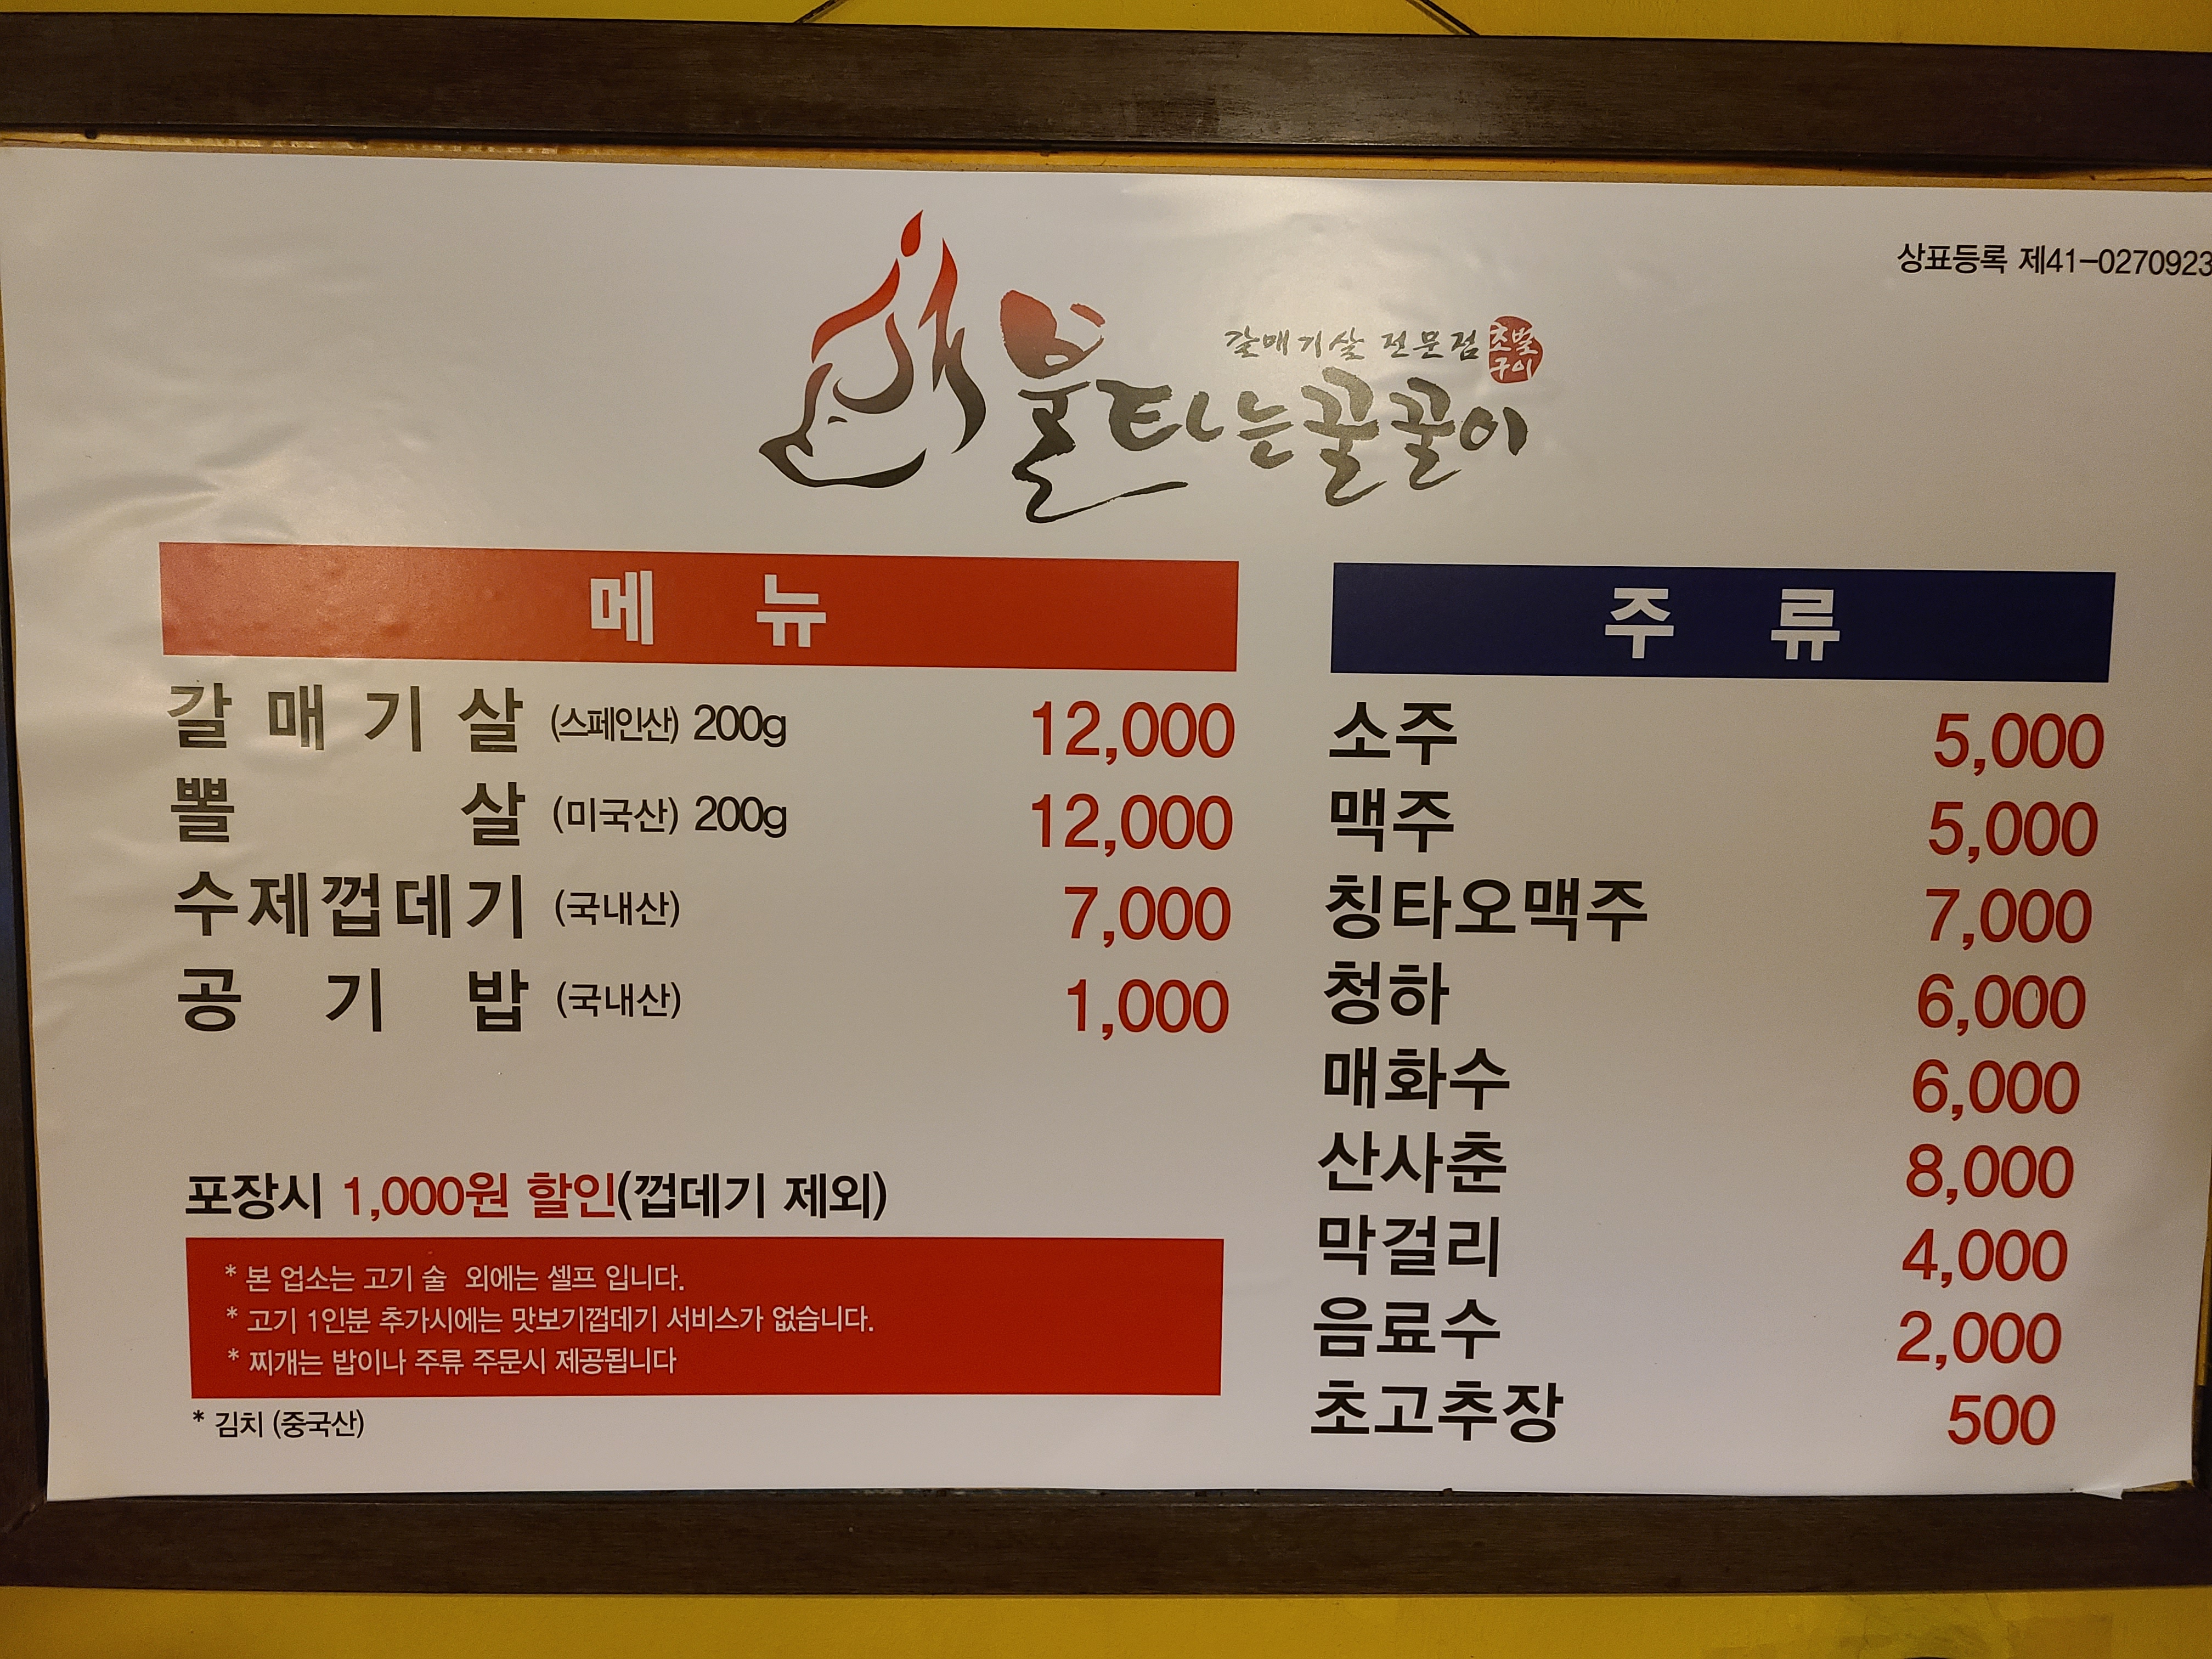 상표등록 제41-0270923
갈매기살 전문점 초벌구이
불타는꿀꿀이
메뉴
갈매기살 (스페인산) 200g 12,000
뽈살 (미국산) 200g 12,000
수제껍데기 (국내산) 7,000
공기밥 (국내산) 1,000
포장시 1,000원 할인(껍데기 제외)
* 본 업소는 고기 술 외에는 셀프 입니다.
* 고기 1인분 추가시에는 맛보기껍데기 서비스가 없습니다.
* 찌개는 밥이나 주류 주문시 제공됩니다
* 김치 (중국산)
주류
소주 5,000
맥주 5,000
칭타오맥주 7,000
청하 6,000
매화수 6,000
산사춘 8,000
막걸리 4,000
음료수 2,000
초고추장 500